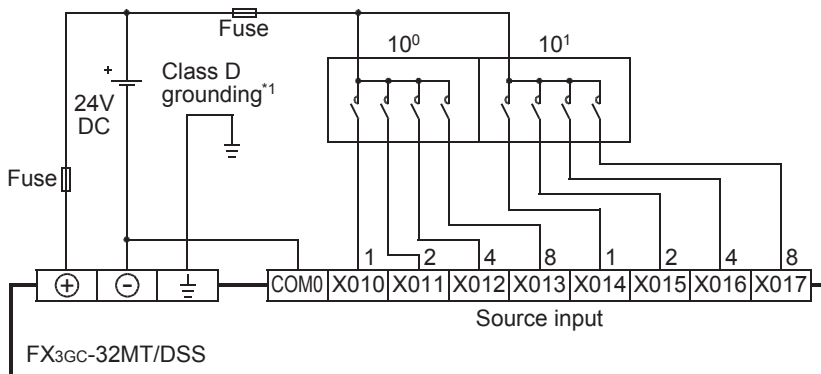 Fuse
10⁰ 10¹
+
Class D
grounding*1
24V
DC
Fuse
1 2 4 8 1 2 4 8
+ - COM0 X010 X011 X012 X013 X014 X015 X016 X017
Source input
FX3GC-32MT/DSS